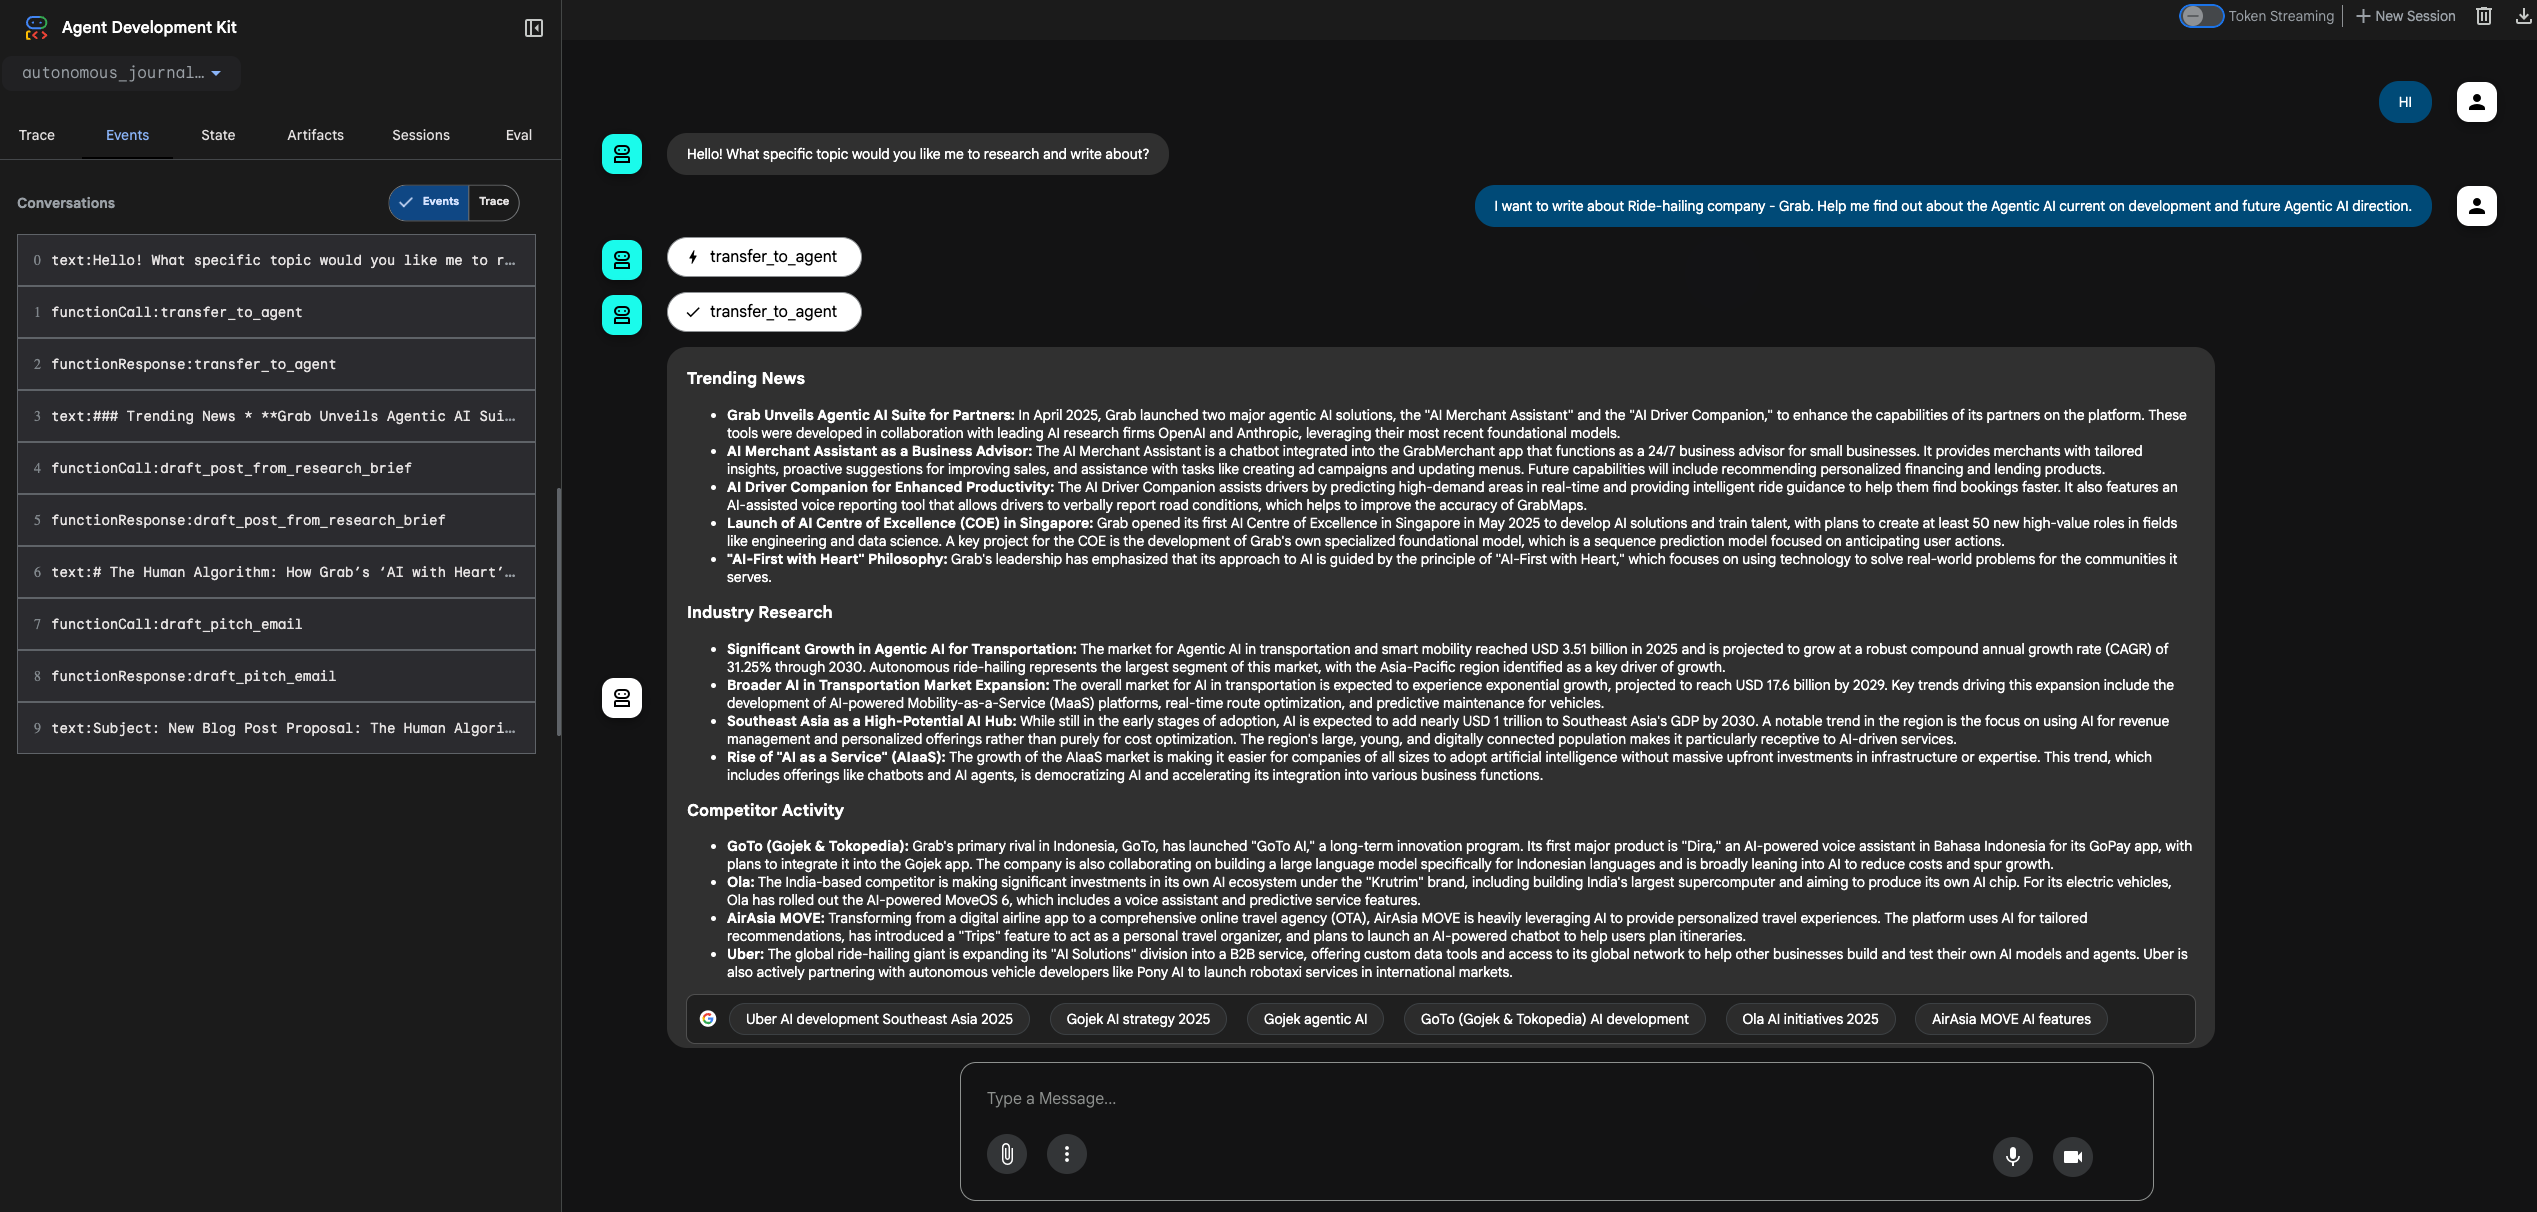 Agent Development Kit
autonomous_journal...
Trace Events State Artifacts Sessions Eval
Conversations
Events Trace
0 text:Hello! What specific topic would you like me to r…
1 functionCall:transfer_to_agent
2 functionResponse:transfer_to_agent
3 text:### Trending News * **Grab Unveils Agentic AI Sui…
4 functionCall:draft_post_from_research_brief
5 functionResponse:draft_post_from_research_brief
6 text:# The Human Algorithm: How Grab’s ‘AI with Heart’…
7 functionCall:draft_pitch_email
8 functionResponse:draft_pitch_email
9 text:Subject: New Blog Post Proposal: The Human Algori…
Token Streaming New Session
HI
Hello! What specific topic would you like me to research and write about?
I want to write about Ride-hailing company - Grab. Help me find out about the Agentic AI current on development and future Agentic AI direction.
transfer_to_agent
transfer_to_agent
Trending News
• Grab Unveils Agentic AI Suite for Partners: In April 2025, Grab launched two major agentic AI solutions, the "AI Merchant Assistant" and the "AI Driver Companion," to enhance the capabilities of its partners on the platform. These
tools were developed in collaboration with leading AI research firms OpenAI and Anthropic, leveraging their most recent foundational models.
• AI Merchant Assistant as a Business Advisor: The AI Merchant Assistant is a chatbot integrated into the GrabMerchant app that functions as a 24/7 business advisor for small businesses. It provides merchants with tailored
insights, proactive suggestions for improving sales, and assistance with tasks like creating ad campaigns and updating menus. Future capabilities will include recommending personalized financing and lending products.
• AI Driver Companion for Enhanced Productivity: The AI Driver Companion assists drivers by predicting high-demand areas in real-time and providing intelligent ride guidance to help them find bookings faster. It also features an
AI-assisted voice reporting tool that allows drivers to verbally report road conditions, which helps to improve the accuracy of GrabMaps.
• Launch of AI Centre of Excellence (COE) in Singapore: Grab opened its first AI Centre of Excellence in Singapore in May 2025 to develop AI solutions and train talent, with plans to create at least 50 new high-value roles in fields
like engineering and data science. A key project for the COE is the development of Grab's own specialized foundational model, which is a sequence prediction model focused on anticipating user actions.
• "AI-First with Heart" Philosophy: Grab's leadership has emphasized that its approach to AI is guided by the principle of "AI-First with Heart," which focuses on using technology to solve real-world problems for the communities it
serves.
Industry Research
• Significant Growth in Agentic AI for Transportation: The market for Agentic AI in transportation and smart mobility reached USD 3.51 billion in 2025 and is projected to grow at a robust compound annual growth rate (CAGR) of
31.25% through 2030. Autonomous ride-hailing represents the largest segment of this market, with the Asia-Pacific region identified as a key driver of growth.
• Broader AI in Transportation Market Expansion: The overall market for AI in transportation is expected to experience exponential growth, projected to reach USD 17.6 billion by 2029. Key trends driving this expansion include the
development of AI-powered Mobility-as-a-Service (MaaS) platforms, real-time route optimization, and predictive maintenance for vehicles.
• Southeast Asia as a High-Potential AI Hub: While still in the early stages of adoption, AI is expected to add nearly USD 1 trillion to Southeast Asia's GDP by 2030. A notable trend in the region is the focus on using AI for revenue
management and personalized offerings rather than purely for cost optimization. The region's large, young, and digitally connected population makes it particularly receptive to AI-driven services.
• Rise of "AI as a Service" (AIaaS): The growth of the AIaaS market is making it easier for companies of all sizes to adopt artificial intelligence without massive upfront investments in infrastructure or expertise. This trend, which
includes offerings like chatbots and AI agents, is democratizing AI and accelerating its integration into various business functions.
Competitor Activity
• GoTo (Gojek & Tokopedia): Grab's primary rival in Indonesia, GoTo, has launched "GoTo AI," a long-term innovation program. Its first major product is "Dira," an AI-powered voice assistant in Bahasa Indonesia for its GoPay app, with
plans to integrate it into the Gojek app. The company is also collaborating on building a large language model specifically for Indonesian languages and is broadly leaning into AI to reduce costs and spur growth.
• Ola: The India-based competitor is making significant investments in its own AI ecosystem under the "Krutrim" brand, including building India's largest supercomputer and aiming to produce its own AI chip. For its electric vehicles,
Ola has rolled out the AI-powered MoveOS 6, which includes a voice assistant and predictive service features.
• AirAsia MOVE: Transforming from a digital airline app to a comprehensive online travel agency (OTA), AirAsia MOVE is heavily leveraging AI to provide personalized travel experiences. The platform uses AI for tailored
recommendations, has introduced a "Trips" feature to act as a personal travel organizer, and plans to launch an AI-powered chatbot to help users plan itineraries.
• Uber: The global ride-hailing giant is expanding its "AI Solutions" division into a B2B service, offering custom data tools and access to its global network to help other businesses build and test their own AI models and agents. Uber is
also actively partnering with autonomous vehicle developers like Pony AI to launch robotaxi services in international markets.
Uber AI development Southeast Asia 2025 Gojek AI strategy 2025 Gojek agentic AI GoTo (Gojek & Tokopedia) AI development Ola AI initiatives 2025 AirAsia MOVE AI features
Type a Message...